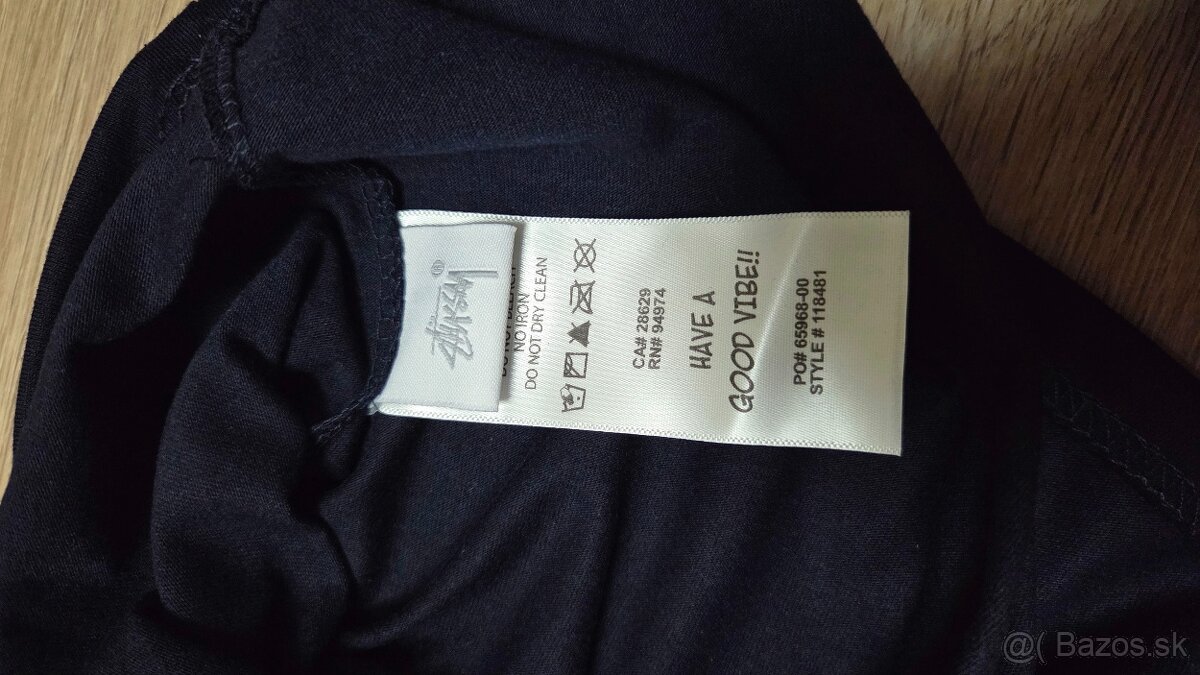 Stüssy®
DO NOT BLEACH
NO IRON
DO NOT DRY CLEAN
CA# 28629
RN# 94974
HAVE A
GOOD VIBE!!
PO# 65968-00
STYLE # 118481
@( Bazos.sk